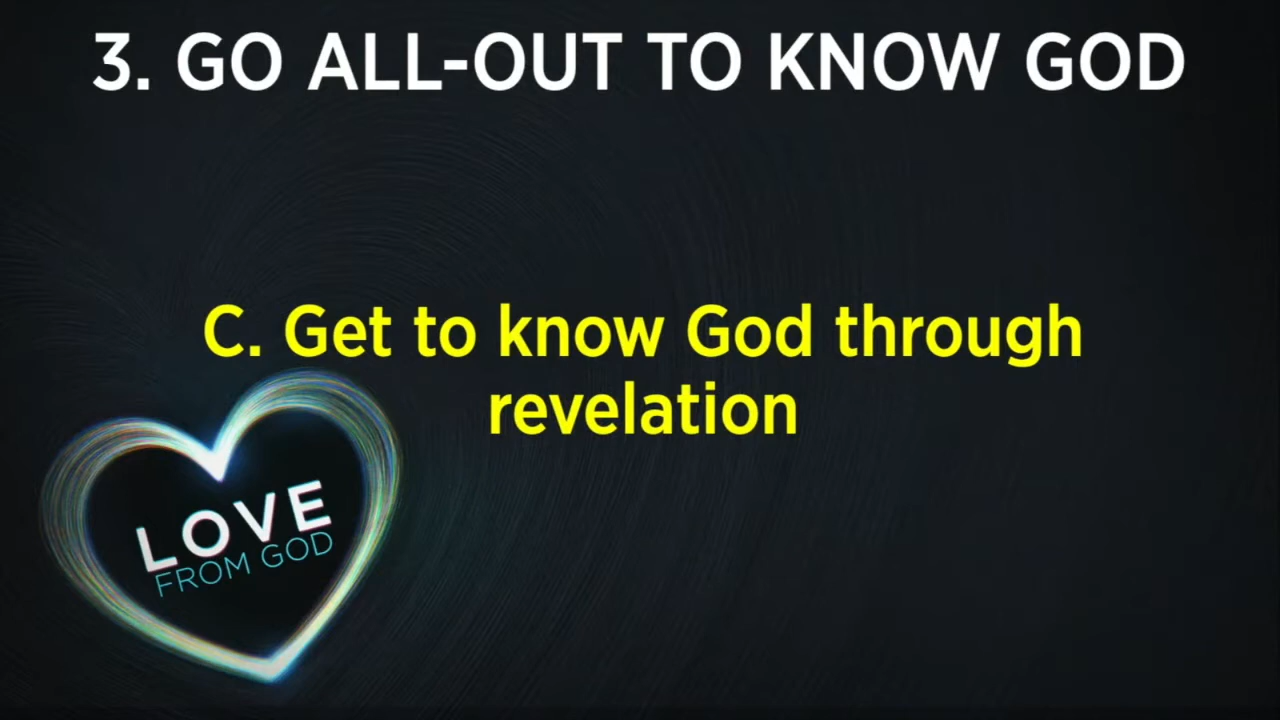 3. GO ALL-OUT TO KNOW GOD
C. Get to know God through
revelation
LOVE
FROM GOD